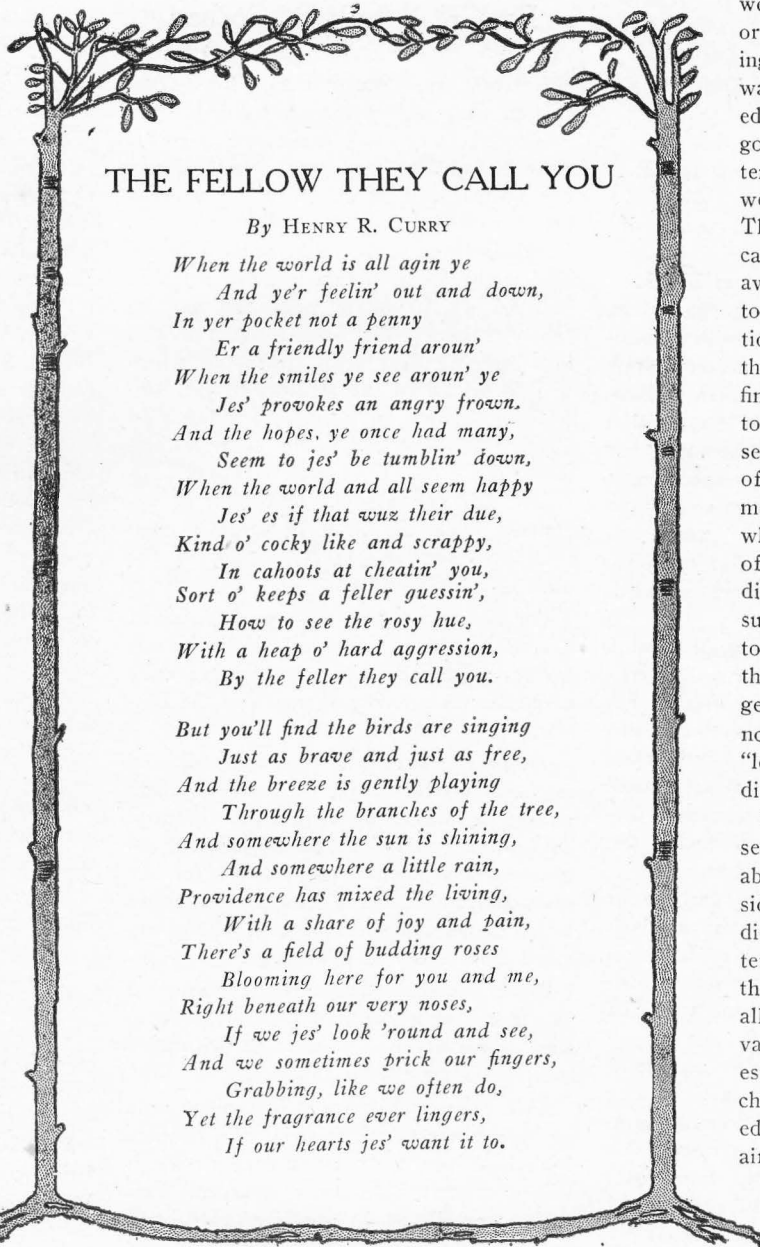 THE FELLOW THEY CALL YOU
By HENRY R. CURRY
When the world is all agin ye
And ye'r feelin' out and down,
In yer pocket not a penny
Er a friendly friend aroun'
When the smiles ye see aroun' ye
Jes' provokes an angry frown.
And the hopes, ye once had many,
Seem to jes' be tumblin' down,
When the world and all seem happy
Jes' es if that wuz their due,
Kind o' cocky like and scrappy,
In cahoots at cheatin' you,
Sort o' keeps a feller guessin',
How to see the rosy hue,
With a heap o' hard aggression,
By the feller they call you.
But you'll find the birds are singing
Just as brave and just as free,
And the breeze is gently playing
Through the branches of the tree,
And somewhere the sun is shining,
And somewhere a little rain,
Providence has mixed the living,
With a share of joy and pain,
There's a field of budding roses
Blooming here for you and me,
Right beneath our very noses,
If we jes' look 'round and see,
And we sometimes prick our fingers,
Grabbing, like we often do,
Yet the fragrance ever lingers,
If our hearts jes' want it to.